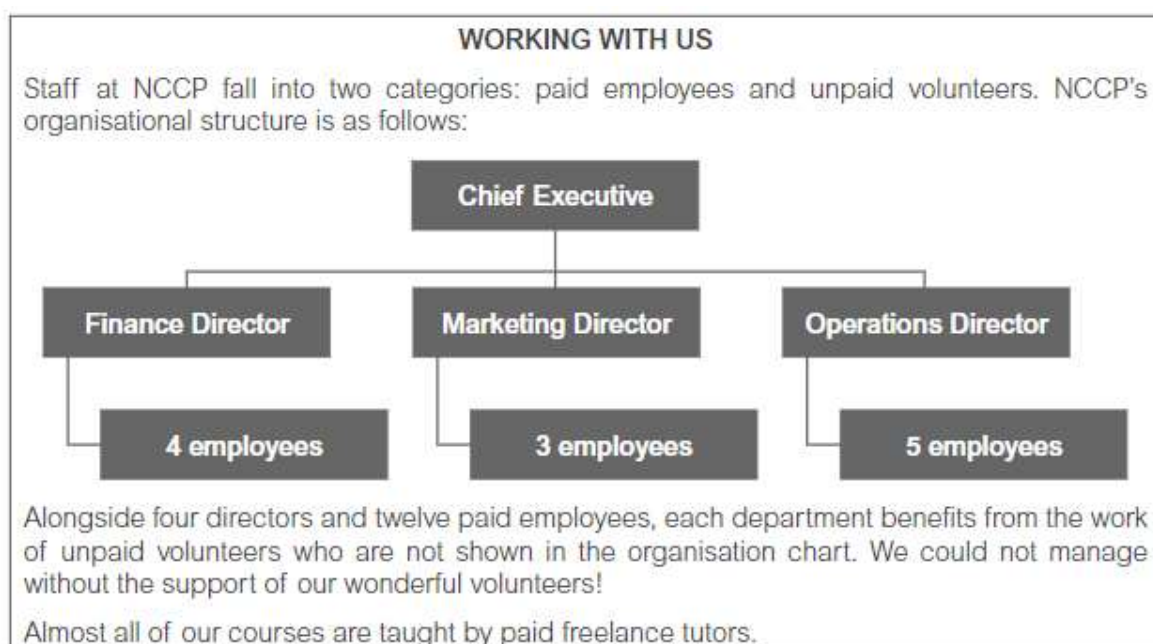 WORKING WITH US
Staff at NCCP fall into two categories: paid employees and unpaid volunteers. NCCP's
organisational structure is as follows:
Chief Executive
Finance Director
Marketing Director
Operations Director
4 employees
3 employees
5 employees
Alongside four directors and twelve paid employees, each department benefits from the work
of unpaid volunteers who are not shown in the organisation chart. We could not manage
without the support of our wonderful volunteers!
Almost all of our courses are taught by paid freelance tutors.